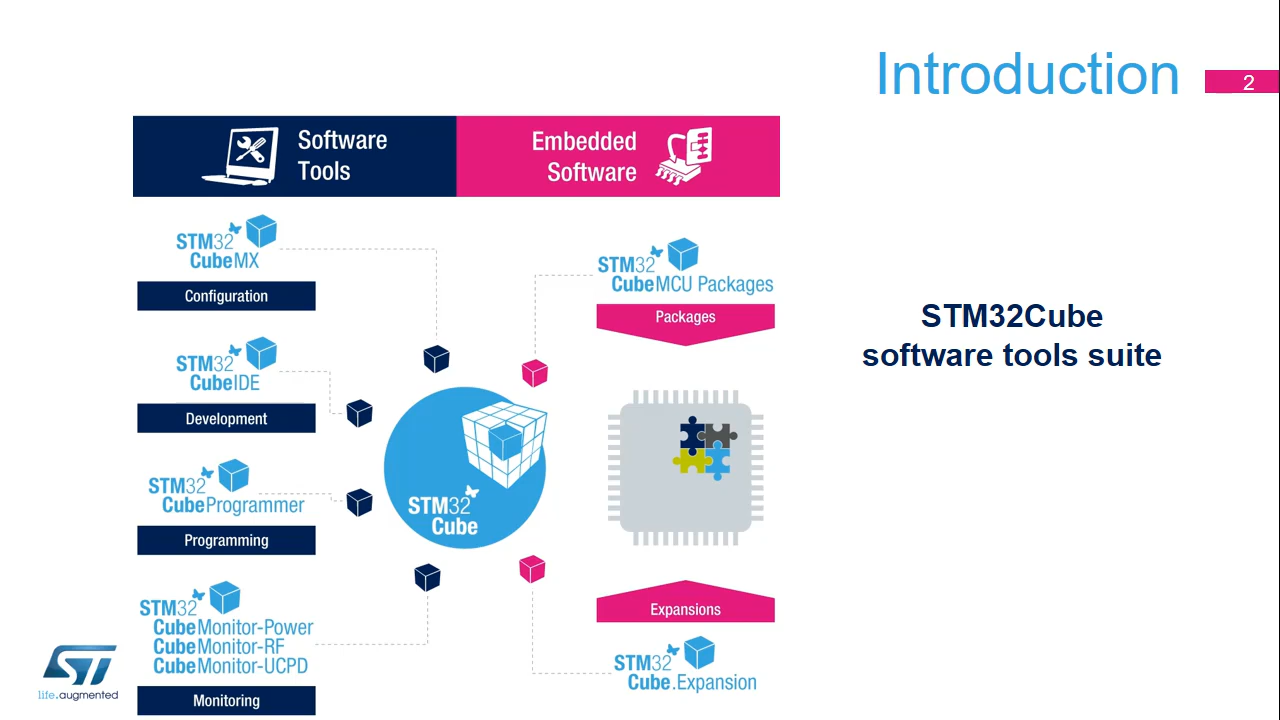 Introduction
2
Software
Tools
Embedded
Software
STM32
CubeMX
Configuration
STM32
CubeIDE
Development
STM32
CubeProgrammer
Programming
STM32
CubeMonitor-Power
CubeMonitor-RF
CubeMonitor-UCPD
Monitoring
STM32
Cube
STM32
CubeMCU Packages
Packages
Expansions
STM32
Cube.Expansion
STM32Cube
software tools suite
ST
life.augmented